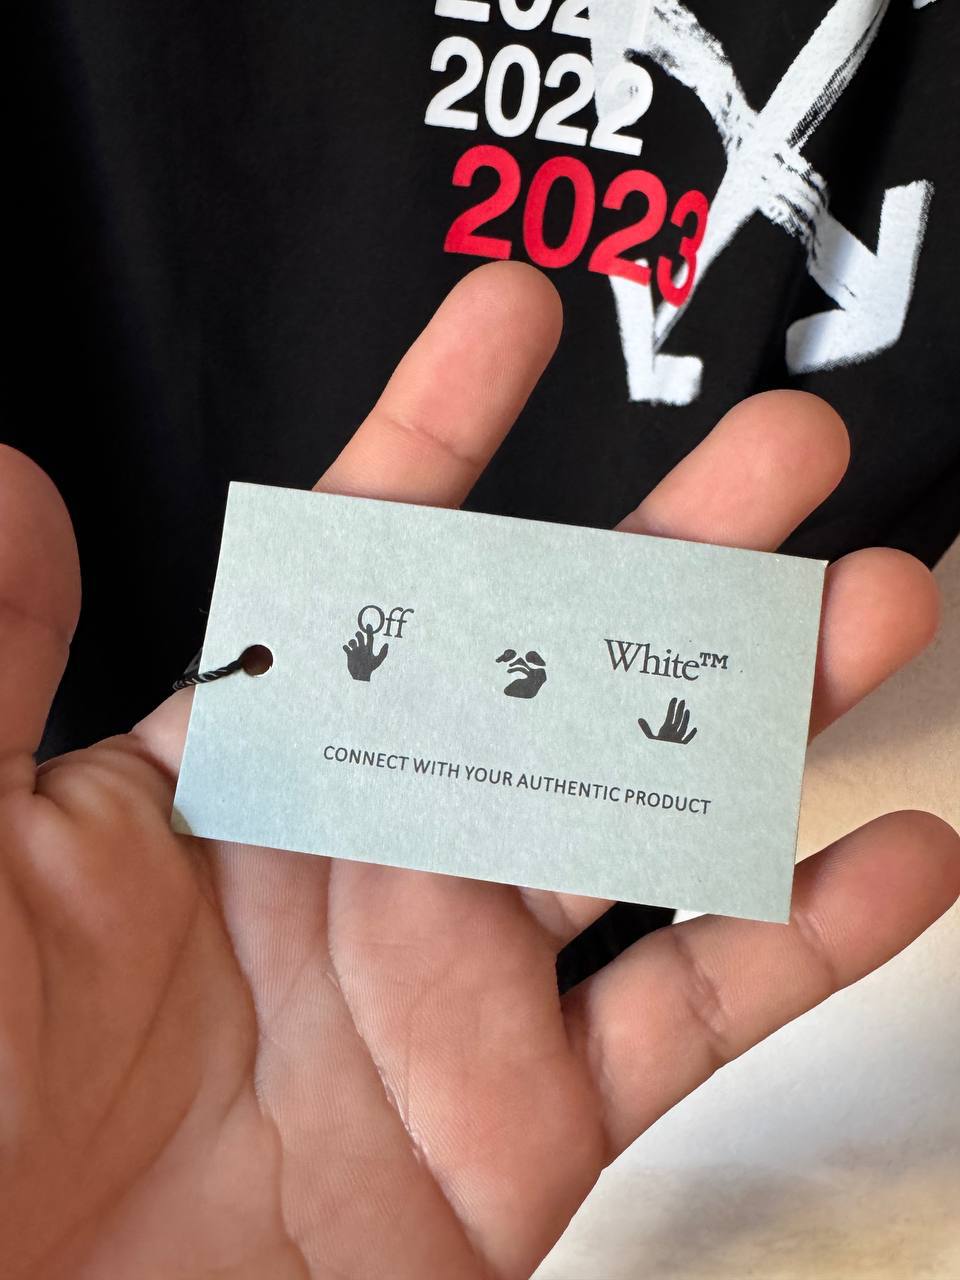 2022
2023
Off
White™
CONNECT WITH YOUR AUTHENTIC PRODUCT